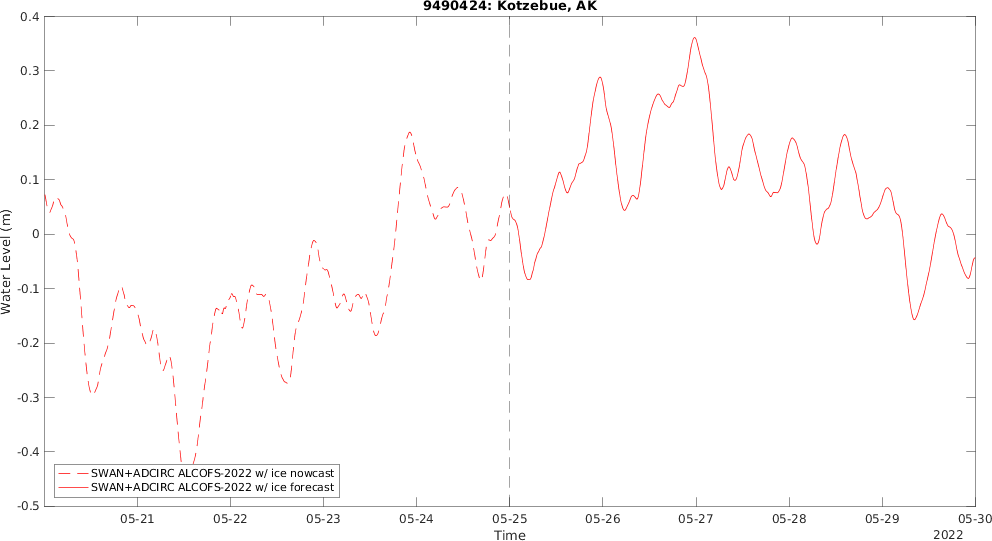 9490424: Kotzebue, AK
0.4
0.3
0.2
0.1
0
-0.1
-0.2
-0.3
-0.4
-0.5
Water Level (m)
SWAN+ADCIRC ALCOFS-2022 w/ ice nowcast
SWAN+ADCIRC ALCOFS-2022 w/ ice forecast
05-21 05-22 05-23 05-24 05-25 05-26 05-27 05-28 05-29 05-30
Time
2022